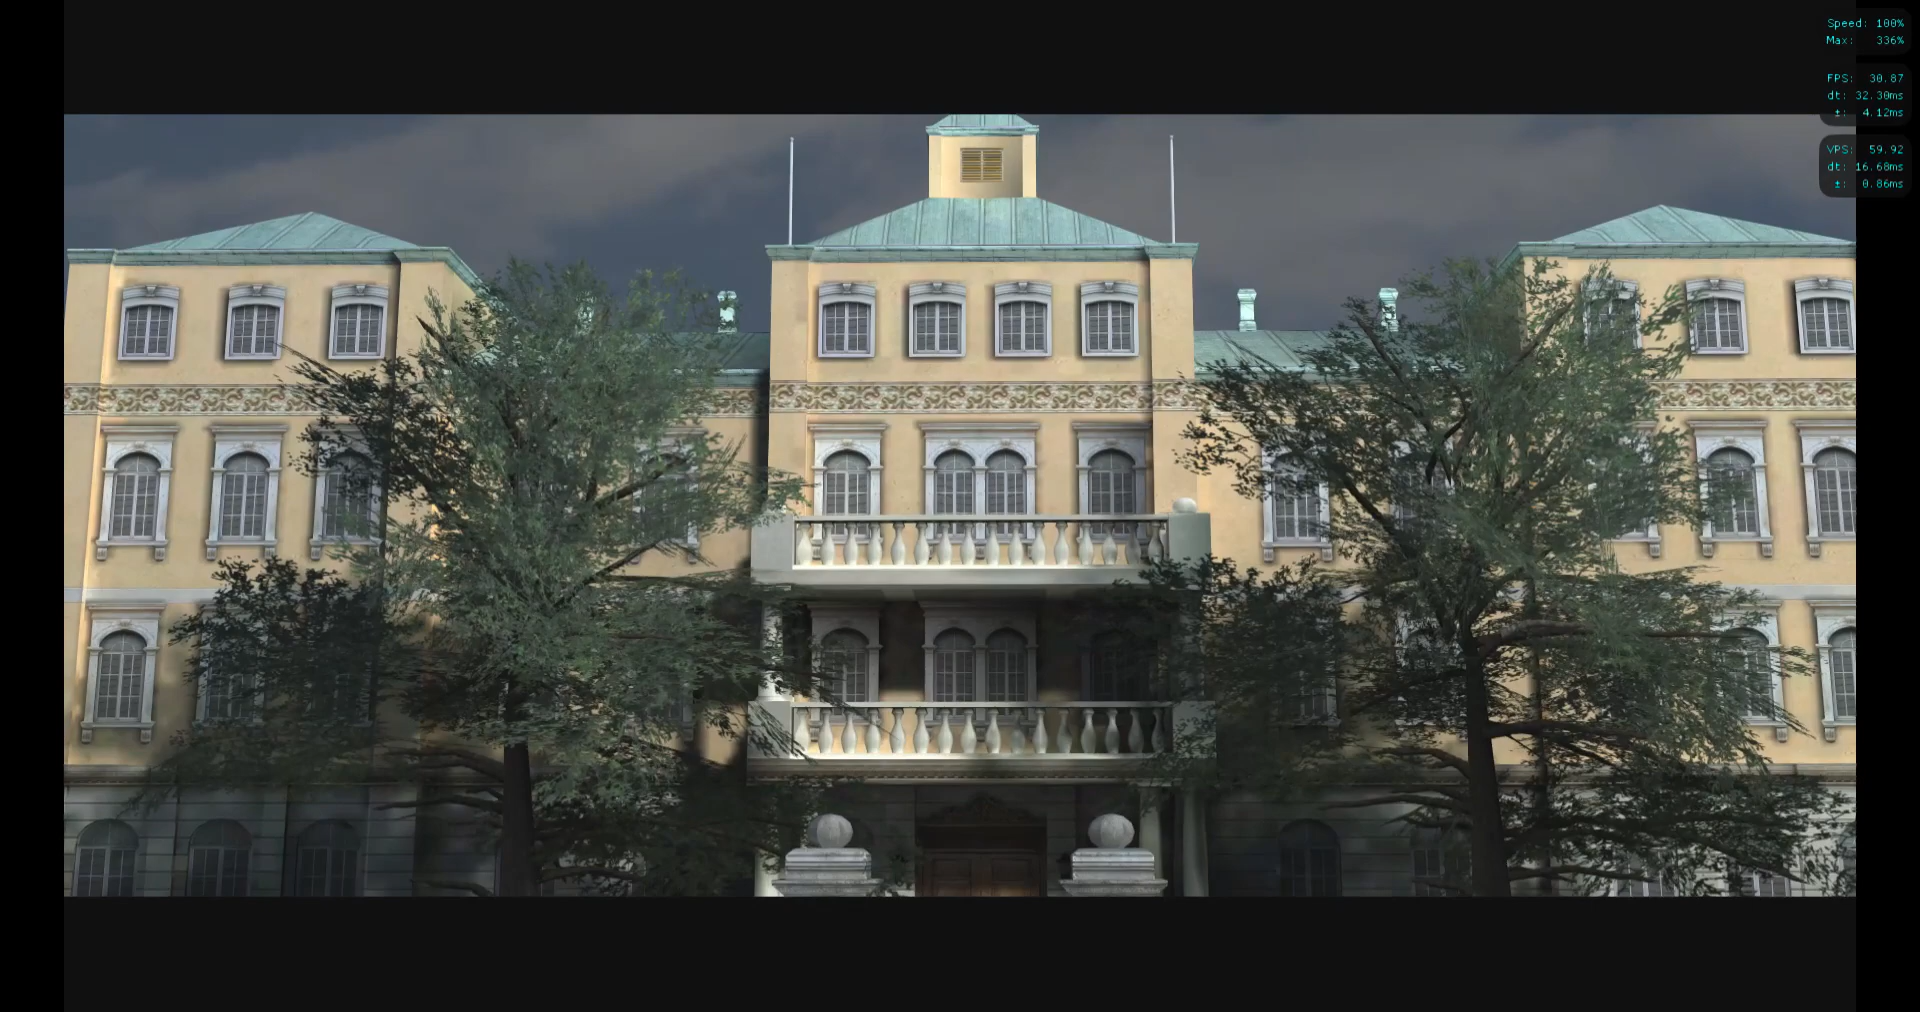 Speed: 100%
Max: 336%
FPS: 30.87
dt: 32.30ms
±: 4.12ms
VPS: 59.92
dt: 16.68ms
±: 0.86ms